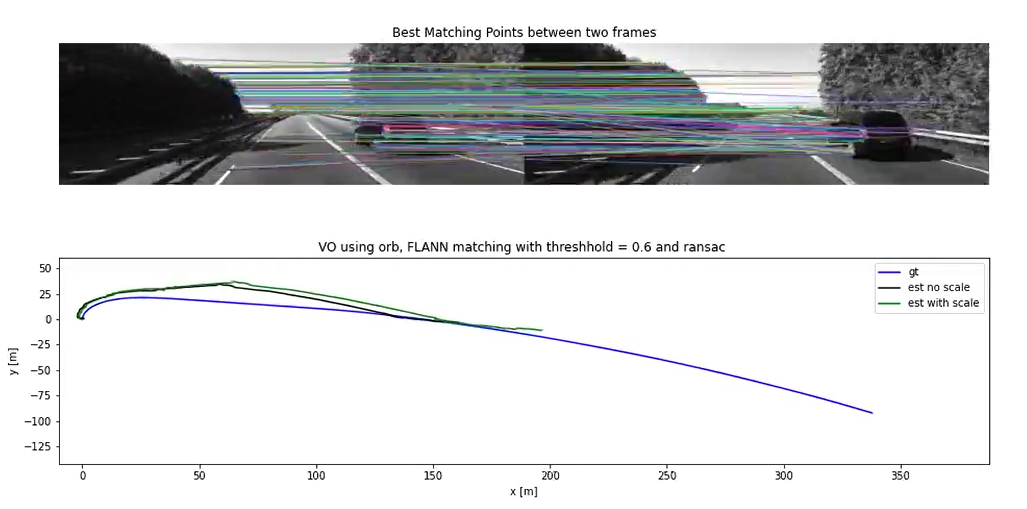 Best Matching Points between two frames
VO using orb, FLANN matching with threshhold = 0.6 and ransac
gt
est no scale
est with scale
y [m]
50
25
0
−25
−50
−75
−100
−125
0 50 100 150 200 250 300 350
x [m]